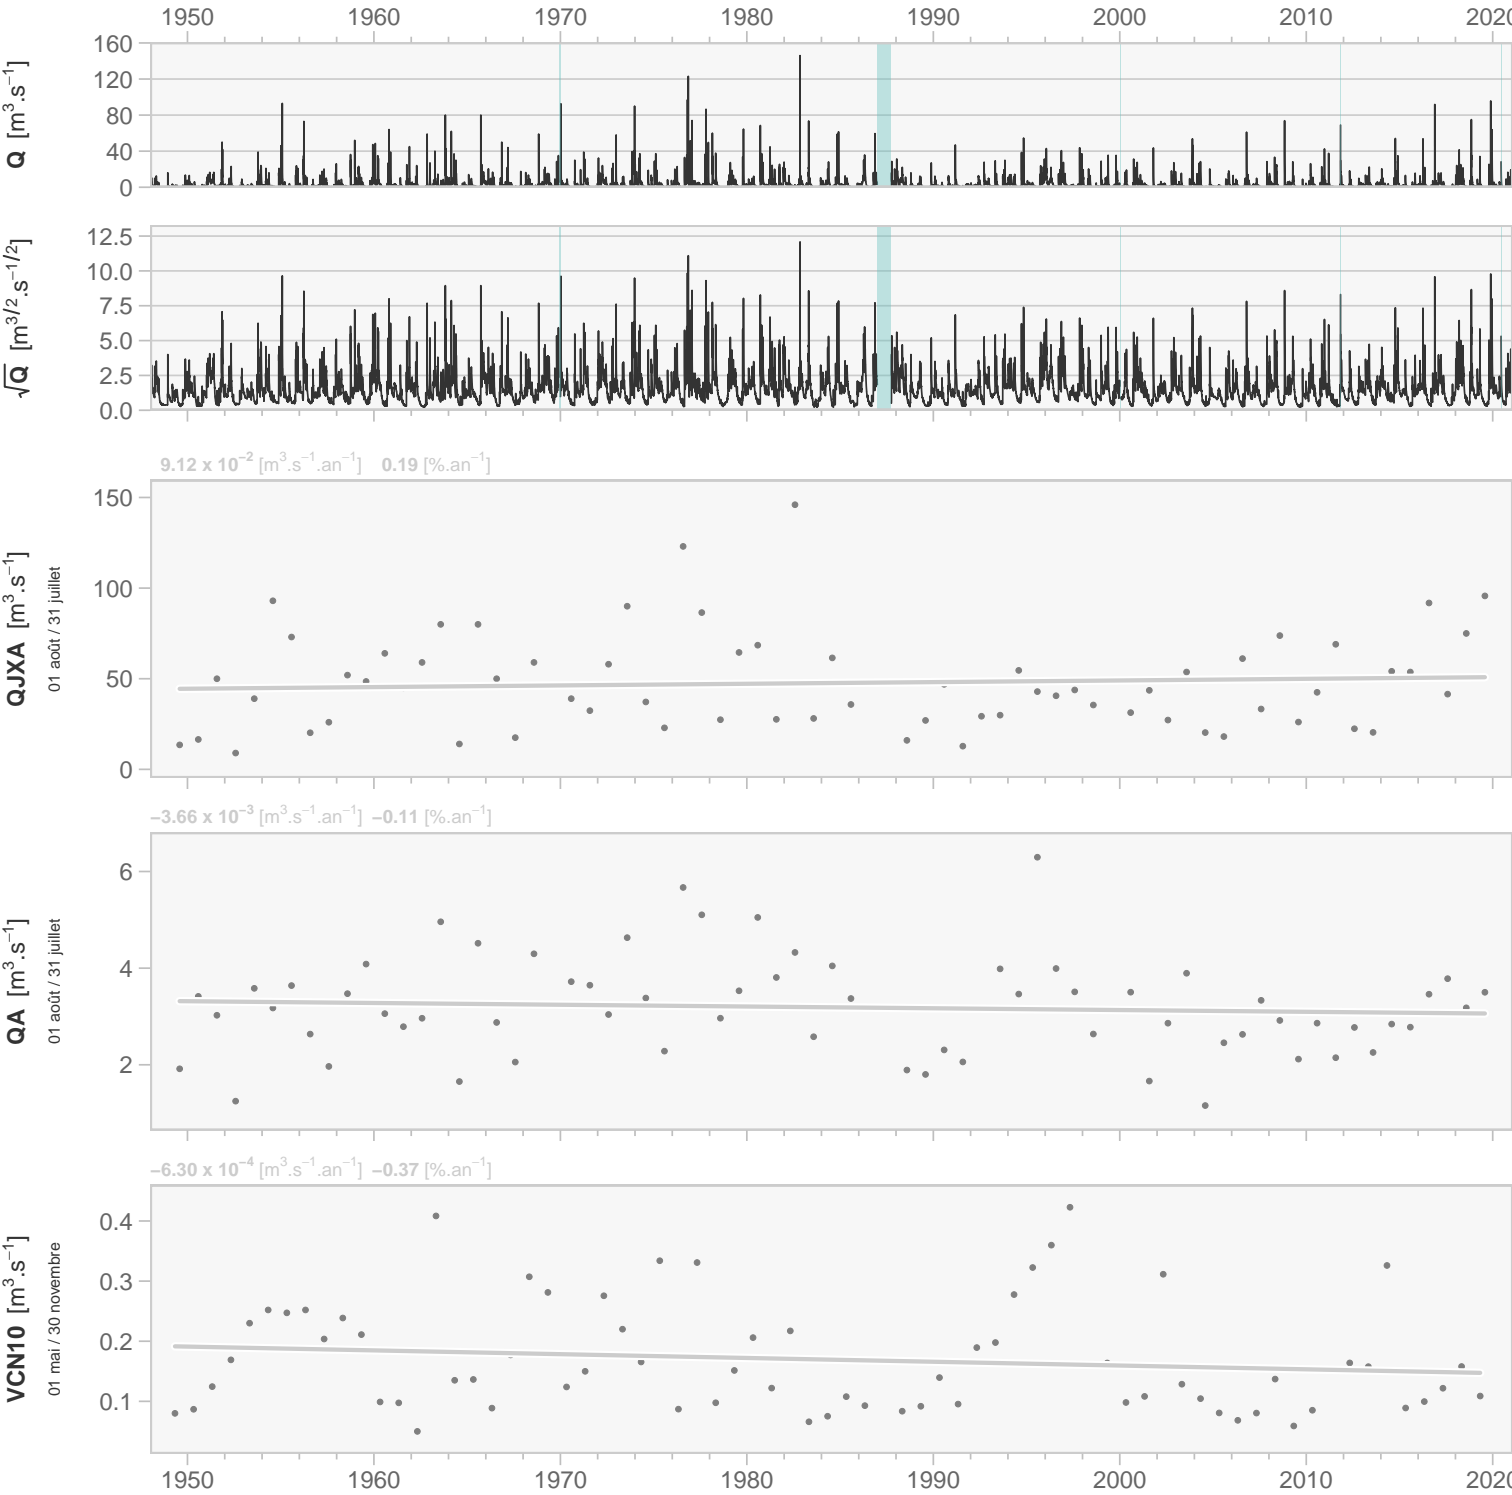 1950 1960 1970 1980 1990 2000 2010 2020
Q [m³.s⁻¹]
160
120
80
40
0
√Q [m³ᐟ².s⁻¹ᐟ²]
12.5
10.0
7.5
5.0
2.5
0.0
9.12 x 10⁻² [m³.s⁻¹.an⁻¹] 0.19 [%.an⁻¹]
QJXA [m³.s⁻¹]
01 août / 31 juillet
150
100
50
0
−3.66 x 10⁻³ [m³.s⁻¹.an⁻¹] −0.11 [%.an⁻¹]
QA [m³.s⁻¹]
01 août / 31 juillet
6
4
2
−6.30 x 10⁻⁴ [m³.s⁻¹.an⁻¹] −0.37 [%.an⁻¹]
VCN10 [m³.s⁻¹]
01 mai / 30 novembre
0.4
0.3
0.2
0.1
1950 1960 1970 1980 1990 2000 2010 2020